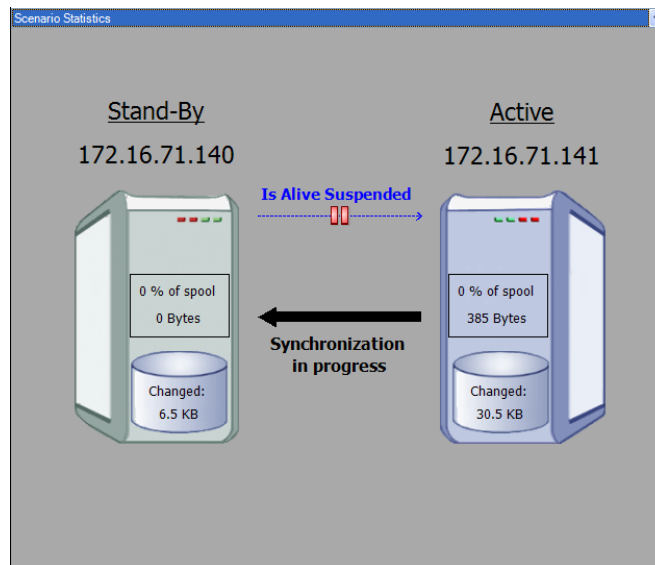 Scenario Statistics
Stand-By
172.16.71.140
Active
172.16.71.141
Is Alive Suspended
0 % of spool
0 Bytes
0 % of spool
385 Bytes
Synchronization
in progress
Changed:
6.5 KB
Changed:
30.5 KB